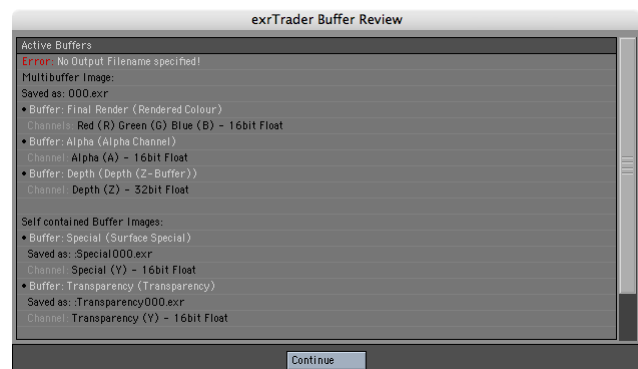 exrTrader Buffer Review
Active Buffers
Error: No Output Filename specified!
Multibuffer Image:
Saved as: 000.exr
• Buffer: Final Render (Rendered Colour)
Channels: Red (R) Green (G) Blue (B) - 16bit Float
• Buffer: Alpha (Alpha Channel)
Channel: Alpha (A) - 16bit Float
• Buffer: Depth (Depth (Z-Buffer))
Channel: Depth (Z) - 32bit Float
Self contained Buffer Images:
• Buffer: Special (Surface Special)
Saved as: :Special000.exr
Channel: Special (Y) - 16bit Float
• Buffer: Transparency (Transparency)
Saved as: :Transparency000.exr
Channel: Transparency (Y) - 16bit Float
Continue